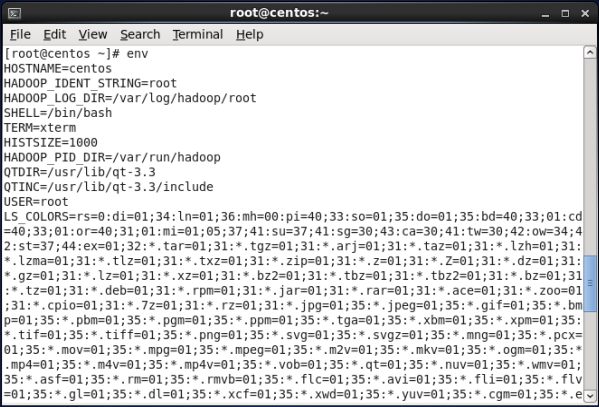 root@centos:~
File Edit View Search Terminal Help
[root@centos ~]# env
HOSTNAME=centos
HADOOP_IDENT_STRING=root
HADOOP_LOG_DIR=/var/log/hadoop/root
SHELL=/bin/bash
TERM=xterm
HISTSIZE=1000
HADOOP_PID_DIR=/var/run/hadoop
QTDIR=/usr/lib/qt-3.3
QTINC=/usr/lib/qt-3.3/include
USER=root
LS_COLORS=rs=0:di=01;34:ln=01;36:mh=00:pi=40;33:so=01;35:do=01;35:bd=40;33;01:cd
=40;33;01:or=40;31;01:mi=01;05;37;41:su=37;41:sg=30;43:ca=30;41:tw=30;42:ow=34;4
2:st=37;44:ex=01;32:*.tar=01;31:*.tgz=01;31:*.arj=01;31:*.taz=01;31:*.lzh=01;31:
*.lzma=01;31:*.tlz=01;31:*.txz=01;31:*.zip=01;31:*.z=01;31:*.Z=01;31:*.dz=01;31:
*.gz=01;31:*.lz=01;31:*.xz=01;31:*.bz2=01;31:*.tbz=01;31:*.tbz2=01;31:*.bz=01;31
:*.tz=01;31:*.deb=01;31:*.rpm=01;31:*.jar=01;31:*.rar=01;31:*.ace=01;31:*.zoo=01
;31:*.cpio=01;31:*.7z=01;31:*.rz=01;31:*.jpg=01;35:*.jpeg=01;35:*.gif=01;35:*.bm
p=01;35:*.pbm=01;35:*.pgm=01;35:*.ppm=01;35:*.tga=01;35:*.xbm=01;35:*.xpm=01;35:
*.tif=01;35:*.tiff=01;35:*.png=01;35:*.svg=01;35:*.svgz=01;35:*.mng=01;35:*.pcx=
01;35:*.mov=01;35:*.mpg=01;35:*.mpeg=01;35:*.m2v=01;35:*.mkv=01;35:*.ogm=01;35:*
.mp4=01;35:*.m4v=01;35:*.mp4v=01;35:*.vob=01;35:*.qt=01;35:*.nuv=01;35:*.wmv=01;
35:*.asf=01;35:*.rm=01;35:*.rmvb=01;35:*.flc=01;35:*.avi=01;35:*.fli=01;35:*.flv
=01;35:*.gl=01;35:*.dl=01;35:*.xcf=01;35:*.xwd=01;35:*.yuv=01;35:*.cgm=01;35:*.e